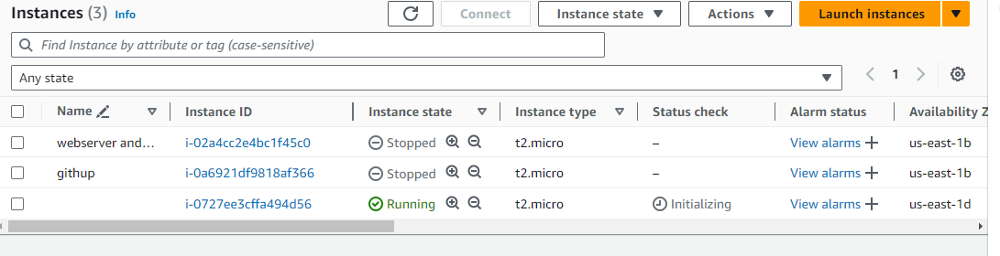 Instances (3) Info Connect Instance state Actions Launch instances
Find Instance by attribute or tag (case-sensitive)
Any state 1
Name Instance ID Instance state Instance type Status check Alarm status Availability Z
webserver and... i-02a4cc2e4bc1f45c0 Stopped t2.micro – View alarms + us-east-1b
githup i-0a6921df9818af366 Stopped t2.micro – View alarms + us-east-1b
i-0727ee3cffa494d56 Running t2.micro Initializing View alarms + us-east-1d